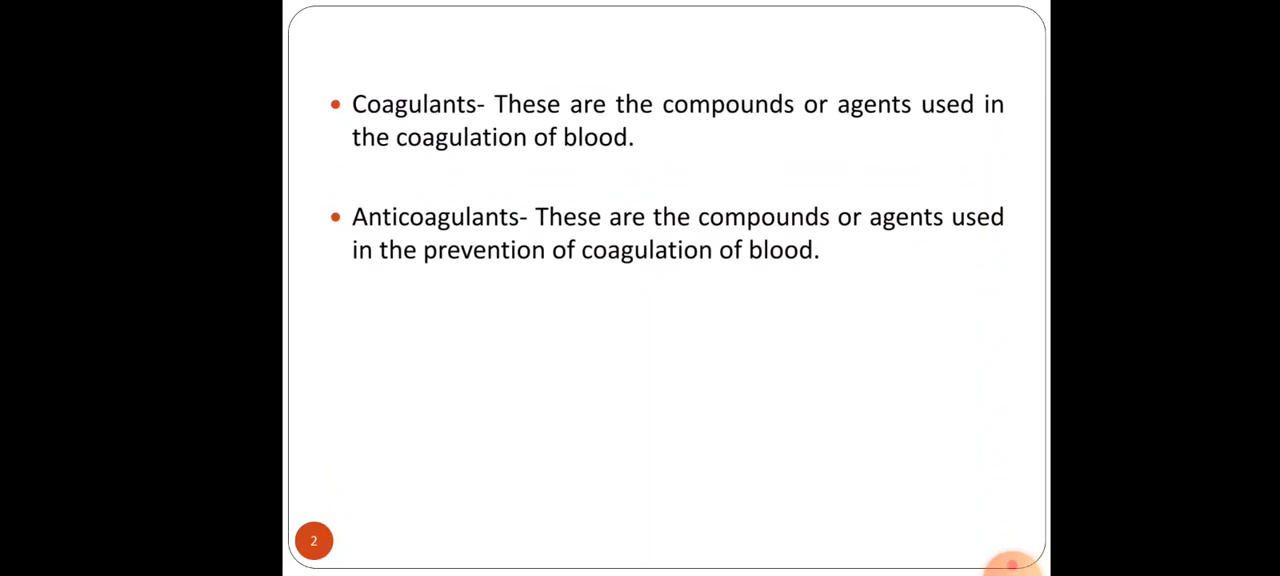 • Coagulants- These are the compounds or agents used in
the coagulation of blood.
• Anticoagulants- These are the compounds or agents used
in the prevention of coagulation of blood.
2